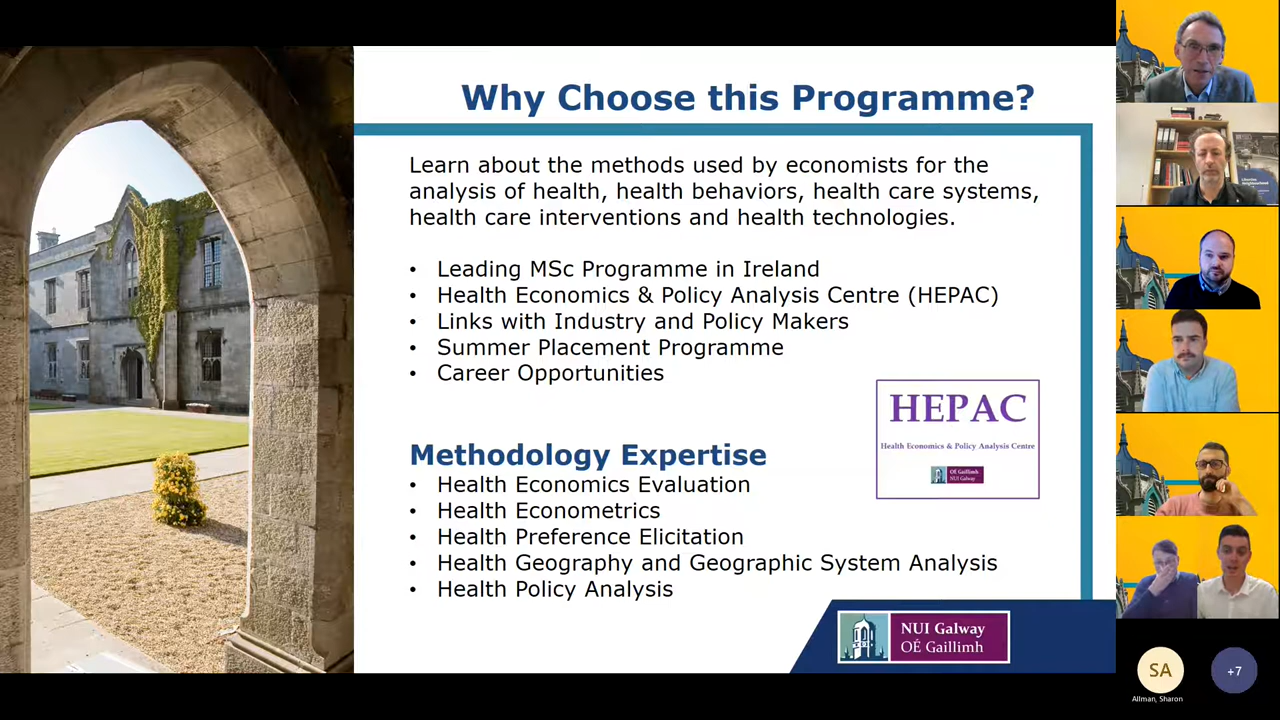 Why Choose this Programme?
Learn about the methods used by economists for the
analysis of health, health behaviors, health care systems,
health care interventions and health technologies.
• Leading MSc Programme in Ireland
• Health Economics & Policy Analysis Centre (HEPAC)
• Links with Industry and Policy Makers
• Summer Placement Programme
• Career Opportunities
HEPAC
Health Economics & Policy Analysis Centre
OÉ Gaillimh
NUI Galway
Methodology Expertise
• Health Economics Evaluation
• Health Econometrics
• Health Preference Elicitation
• Health Geography and Geographic System Analysis
• Health Policy Analysis
NUI Galway
OÉ Gaillimh
SA
+7
Allman, Sharon